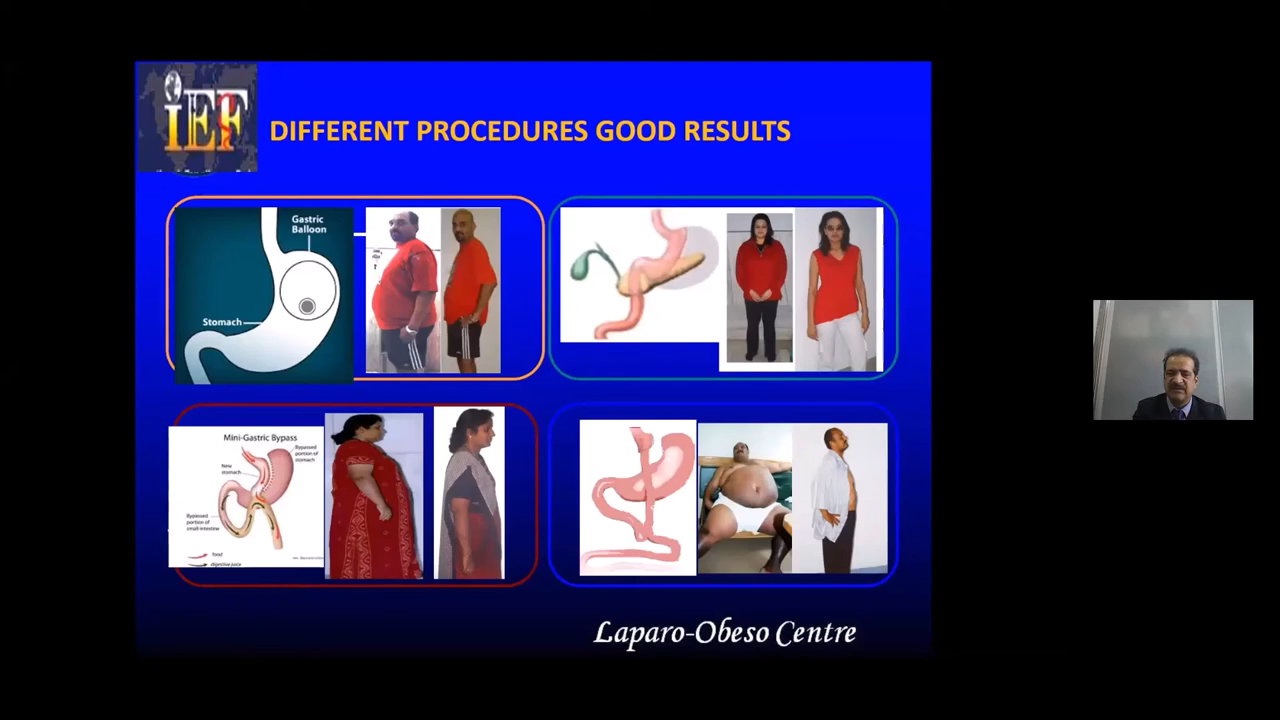 iEF
DIFFERENT PROCEDURES GOOD RESULTS
Gastric
Balloon
Stomach
Mini-Gastric Bypass
Bypassed
portion of
stomach
New
stomach
Bypassed
portion of
small intestine
food
digestive juice
Laparo-Obeso Centre